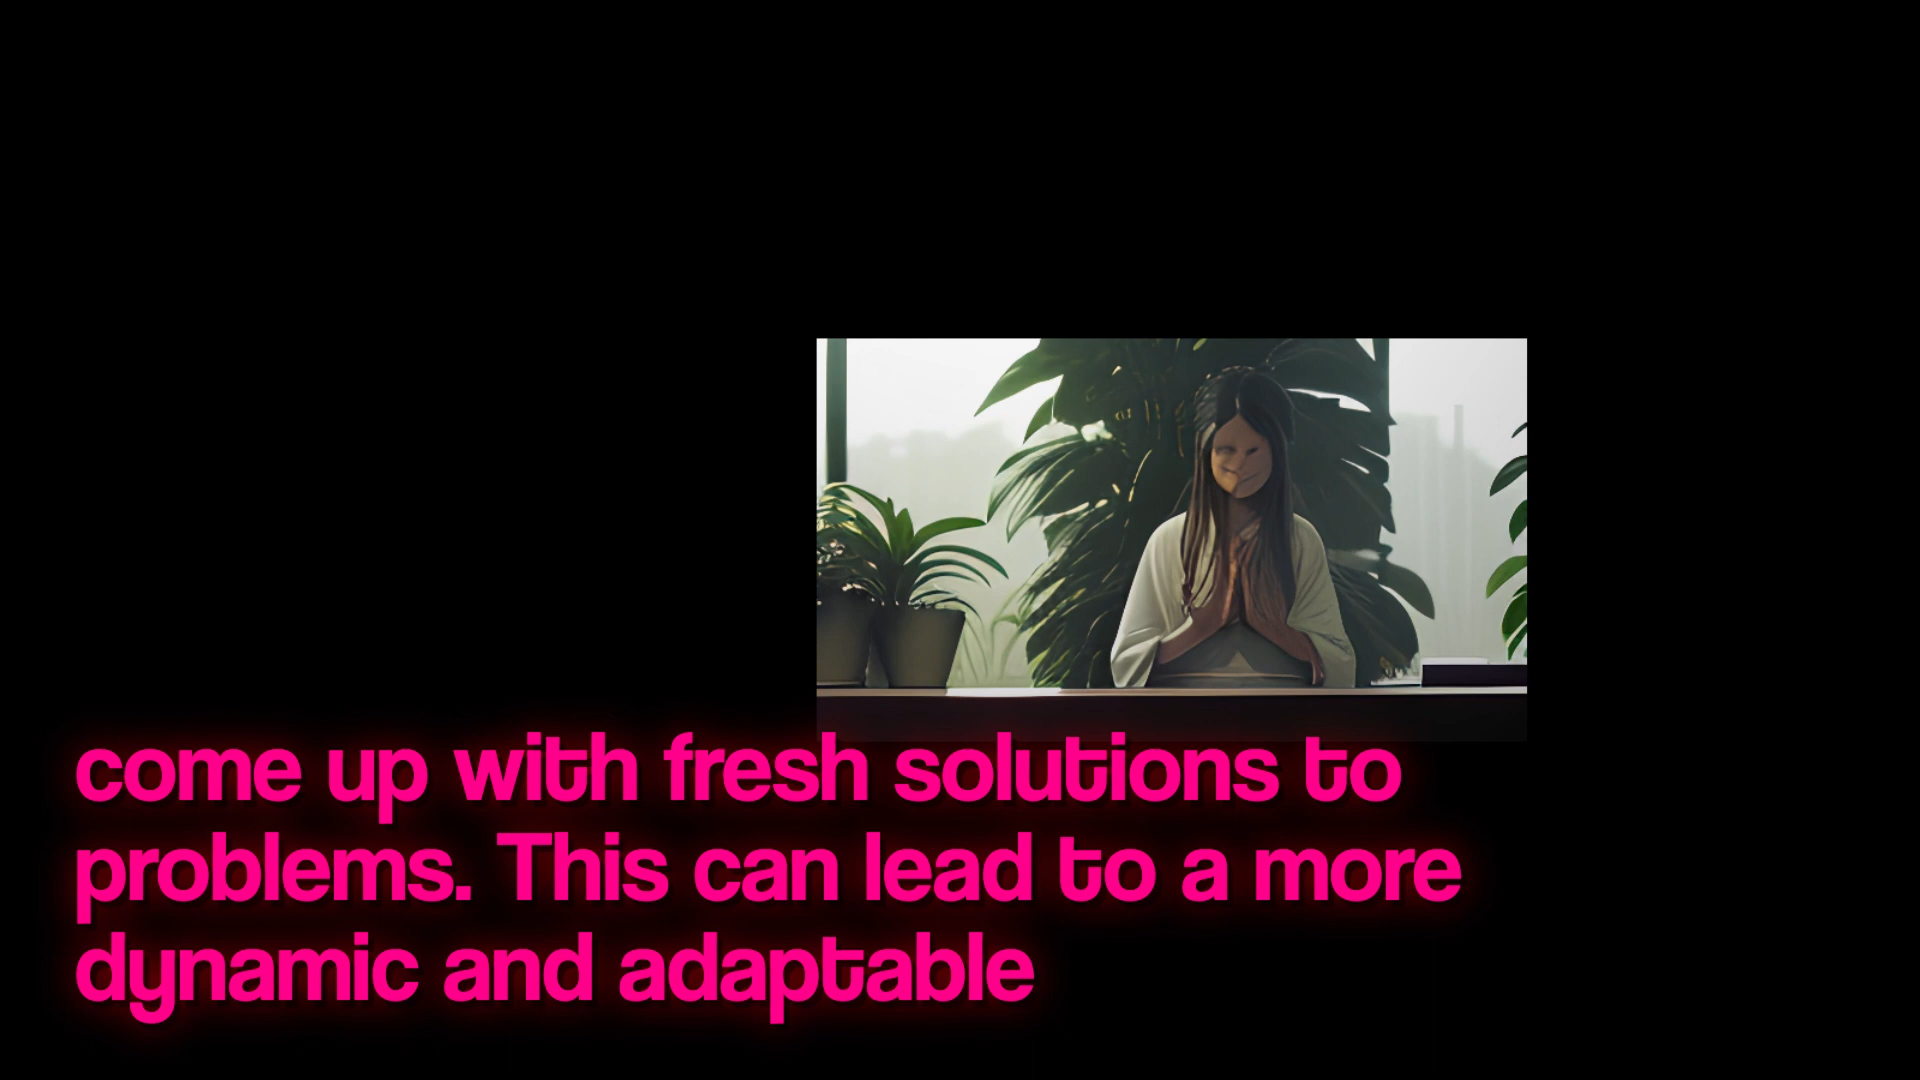 come up with fresh solutions to
problems. This can lead to a more
dynamic and adaptable